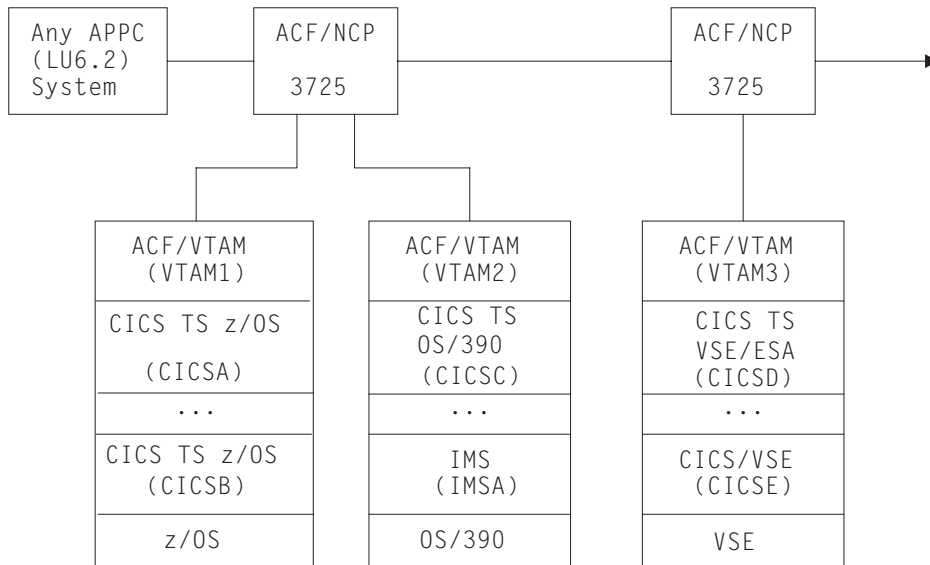 Any APPC
(LU6.2)
System
ACF/NCP
3725
ACF/NCP
3725
ACF/VTAM
(VTAM1)
CICS TS z/OS
(CICSA)
...
CICS TS z/OS
(CICSB)
z/OS
ACF/VTAM
(VTAM2)
CICS TS
OS/390
(CICSC)
...
IMS
(IMSA)
OS/390
ACF/VTAM
(VTAM3)
CICS TS
VSE/ESA
(CICSD)
...
CICS/VSE
(CICSE)
VSE